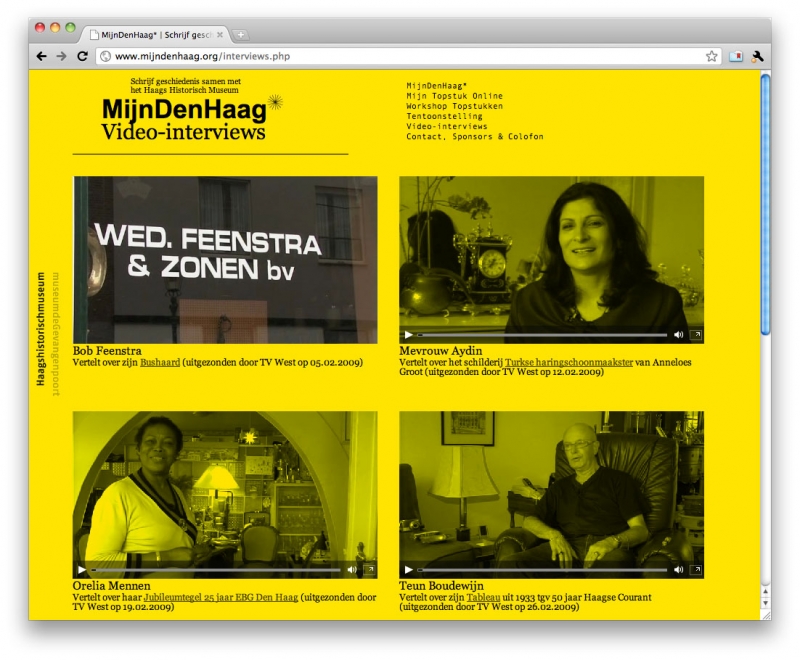 MijnDenHaag* | Schrijf gesc
www.mijndenhaag.org/interviews.php
Schrijf geschiedenis samen met
het Haags Historisch Museum
MijnDenHaag
Video-interviews
MijnDenHaag*
Mijn Topstuk Online
Workshop Topstukken
Tentoonstelling
Video-interviews
Contact, Sponsors & Colofon
Haagshistorischmuseum
museumdeGevangenpoort
WED. FEENSTRA
& ZONEN bv
Bob Feenstra
Vertelt over zijn Bushaard (uitgezonden door TV West op 05.02.2009)
Mevrouw Aydin
Vertelt over het schilderij Turkse haringschoonmaakster van Anneloes
Groot (uitgezonden door TV West op 12.02.2009)
Orelia Mennen
Vertelt over haar Jubileumtegel 25 jaar EBG Den Haag (uitgezonden door
TV West op 19.02.2009)
Teun Boudewijn
Vertelt over zijn Tableau uit 1933 tgv 50 jaar Haagse Courant
(uitgezonden door TV West op 26.02.2009)